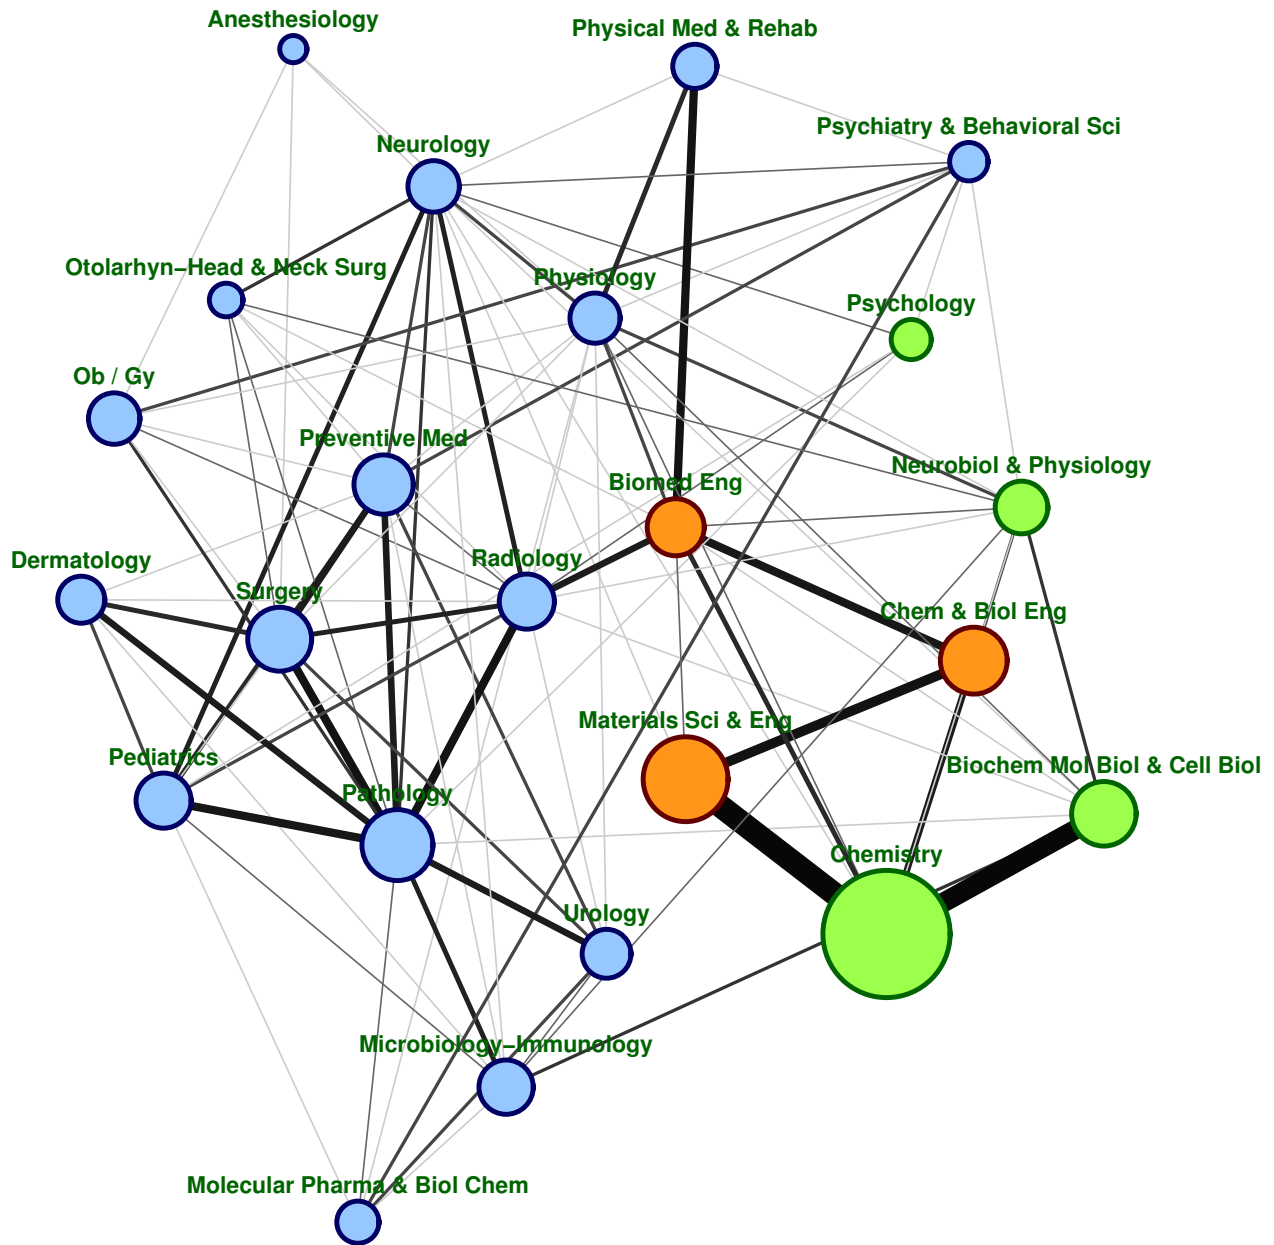 Anesthesiology
Physical Med & Rehab
Psychiatry & Behavioral Sci
Neurology
Otolarhyn−Head & Neck Surg
Physiology
Psychology
Ob / Gy
Preventive Med
Neurobiol & Physiology
Biomed Eng
Dermatology
Radiology
Surgery
Chem & Biol Eng
Materials Sci & Eng
Pediatrics
Biochem Mol Biol & Cell Biol
Pathology
Chemistry
Urology
Microbiology−Immunology
Molecular Pharma & Biol Chem